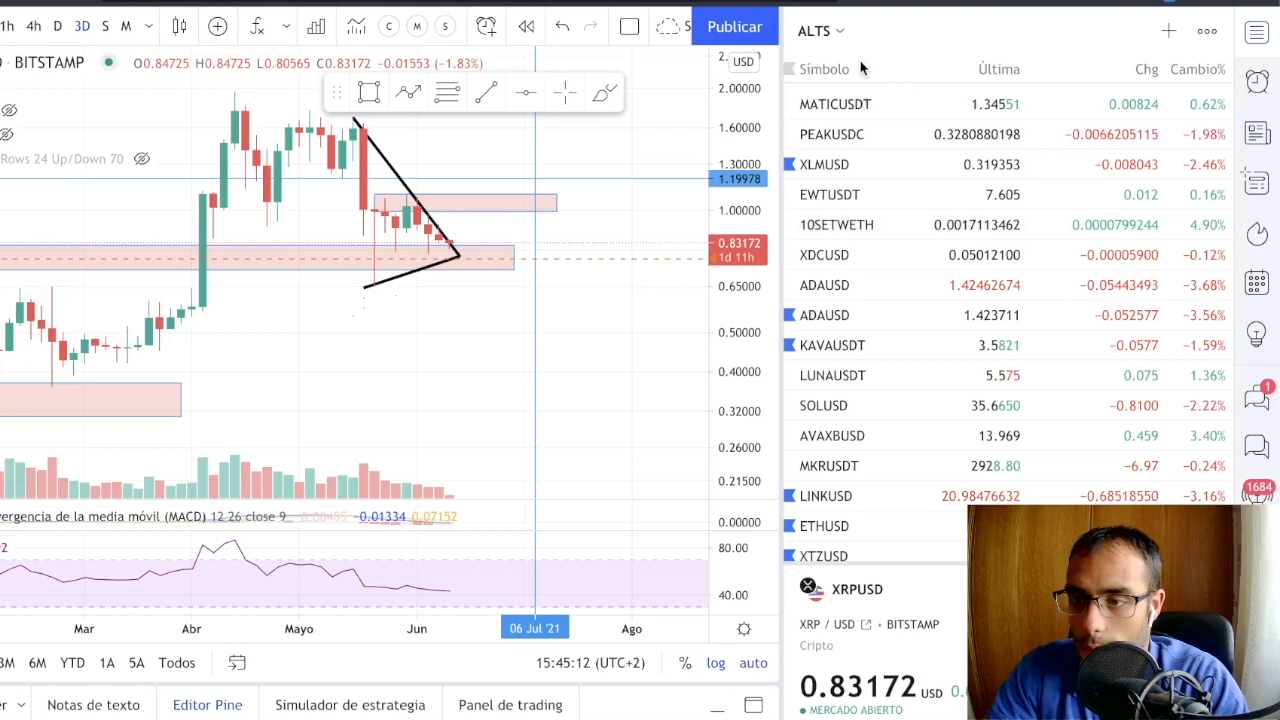 1h 4h D 3D S M C M S S Publicar
· BITSTAMP O0.84725 H0.84725 L0.80565 C0.83172 −0.01553 (−1.83%)
Rows 24 Up/Down 70
USD
2.00000
1.60000
1.30000
1.19978
1.00000
0.83172
1d 11h
0.65000
0.50000
0.40000
0.32000
0.26000
0.21500
vergencia de la media móvil (MACD) 12 26 close 9 −0.01334 0.07152
0.00000
80.00
40.00
Mar Abr Mayo Jun 06 Jul '21 Ago
3M 6M YTD 1A 5A Todos 15:45:12 (UTC+2) % log auto
Notas de texto Editor Pine Simulador de estrategia Panel de trading
ALTS
Símbolo Última Chg Cambio%
MATICUSDT 1.34551 0.00824 0.62%
PEAKUSDC 0.3280880198 −0.0066205115 −1.98%
XLMUSD 0.319353 −0.008043 −2.46%
EWTUSDT 7.605 0.012 0.16%
10SETWETH 0.0017113462 0.0000799244 4.90%
XDCUSD 0.05012100 −0.00005900 −0.12%
ADAUSD 1.42462674 −0.05443493 −3.68%
ADAUSD 1.423711 −0.052577 −3.56%
KAVAUSDT 3.5821 −0.0577 −1.59%
LUNAUSDT 5.575 0.075 1.36%
SOLUSD 35.6650 −0.8100 −2.22%
AVAXBUSD 13.969 0.459 3.40%
MKRUSDT 2928.80 −6.97 −0.24%
LINKUSD 20.98476632 −0.68518550 −3.16%
ETHUSD
XTZUSD
XRPUSD
XRP / USD • BITSTAMP
Cripto
0.83172 USD
MERCADO ABIERTO
1
1684